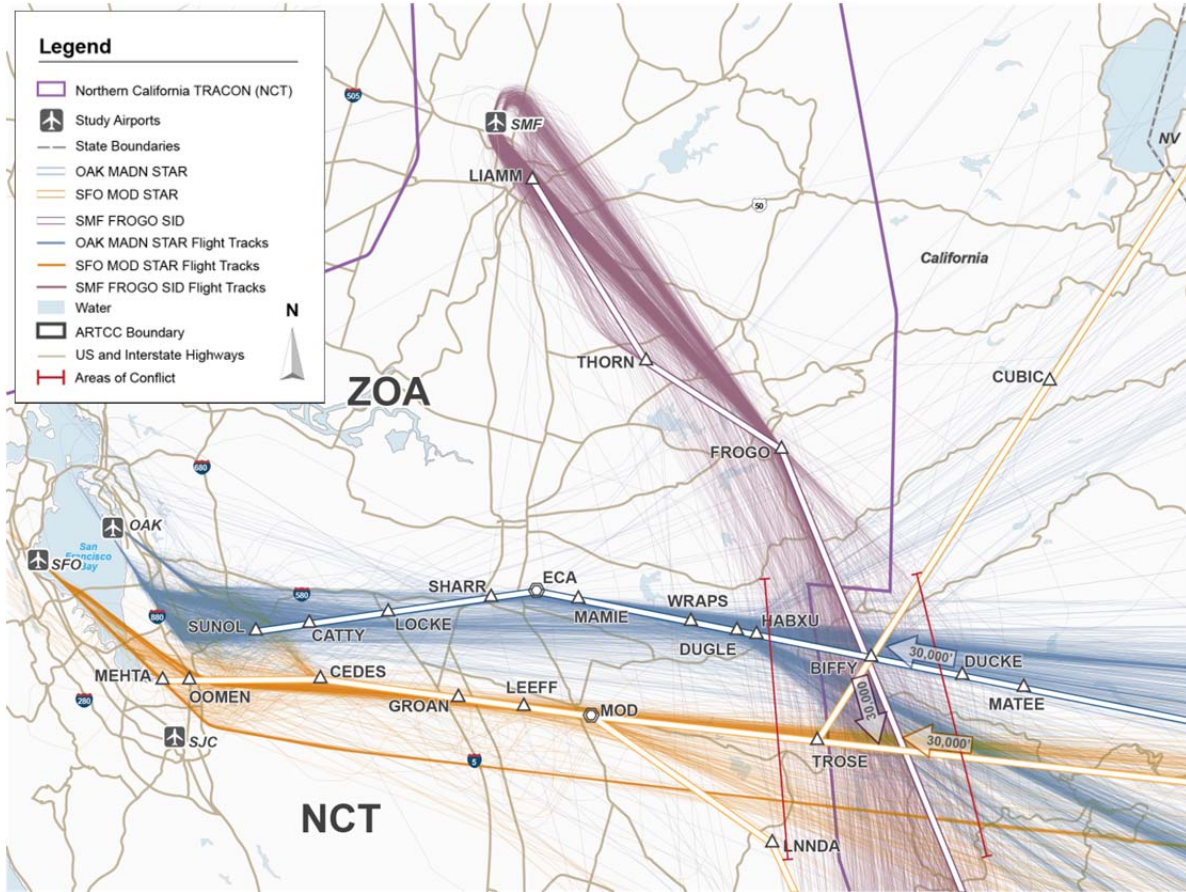 Legend
Northern California TRACON (NCT)
Study Airports
State Boundaries
OAK MADN STAR
SFO MOD STAR
SMF FROGO SID
OAK MADN STAR Flight Tracks
SFO MOD STAR Flight Tracks
SMF FROGO SID Flight Tracks
Water
ARTCC Boundary
US and Interstate Highways
Areas of Conflict
N
505
SMF
NV
LIAMM
50
California
THORN
CUBIC
ZOA
FROGO
680
OAK
San
Francisco
Bay
SFO
580
880
SHARR
ECA
MAMIE
WRAPS
HABXU
SUNOL
CATTY
LOCKE
DUGLE
BIFFY
30,000'
DUCKE
MATEE
MEHTA
OOMEN
CEDES
280
GROAN
LEEFF
MOD
30,000'
30,000'
TROSE
SJC
5
NCT
LNNDA